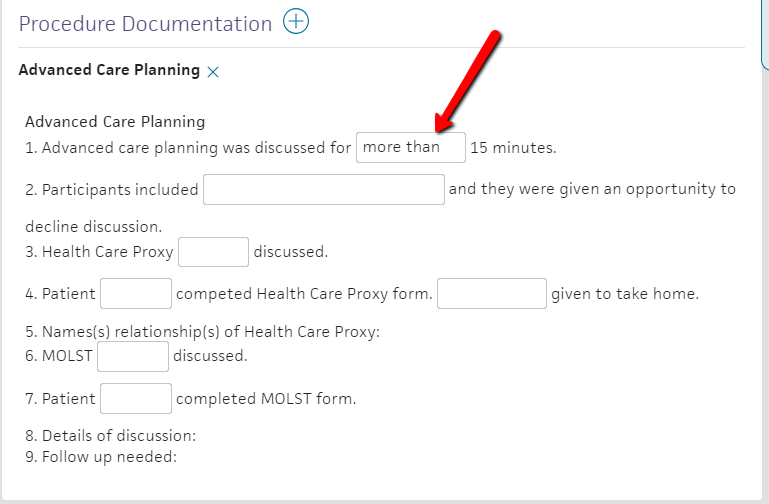 Procedure Documentation
Advanced Care Planning
Advanced Care Planning
1. Advanced care planning was discussed for more than 15 minutes.
2. Participants included and they were given an opportunity to
decline discussion.
3. Health Care Proxy discussed.
4. Patient competed Health Care Proxy form. given to take home.
5. Names(s) relationship(s) of Health Care Proxy:
6. MOLST discussed.
7. Patient completed MOLST form.
8. Details of discussion:
9. Follow up needed: